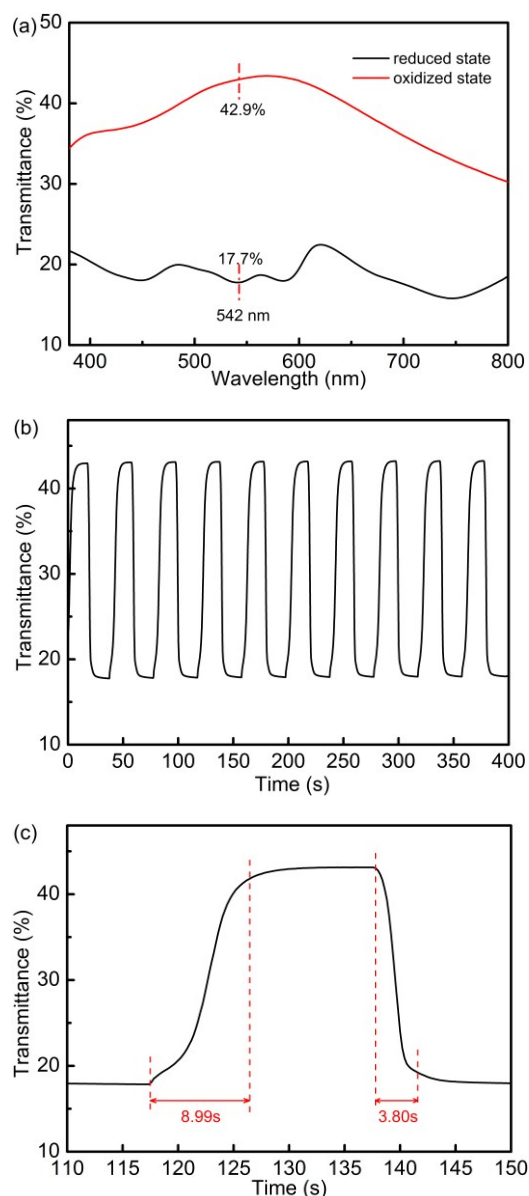 (a)
50
40
30
20
10
Transmittance (%)
reduced state
oxidized state
42.9%
17.7%
542 nm
400 500 600 700 800
Wavelength (nm)
(b)
40
30
20
10
Transmittance (%)
0 50 100 150 200 250 300 350 400
Time (s)
(c)
40
30
20
10
Transmittance (%)
8.99s
3.80s
110 115 120 125 130 135 140 145 150
Time (s)